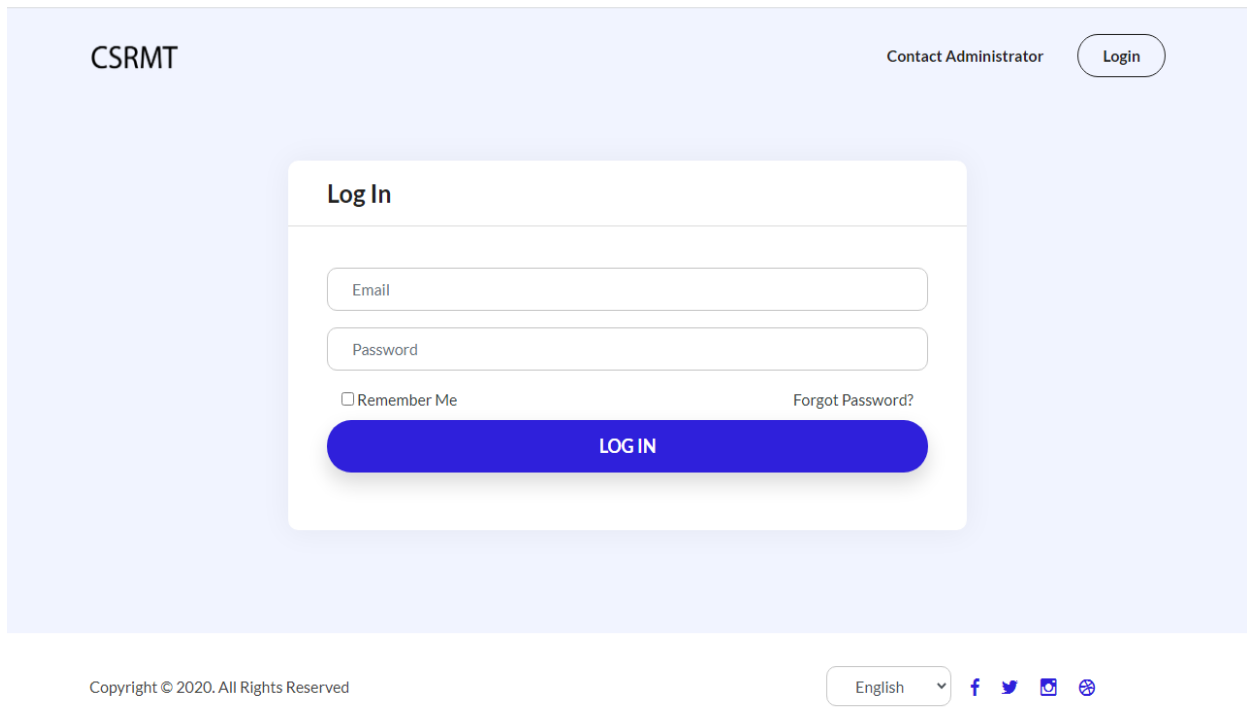 CSRMT
Contact Administrator
Login
Log In
Email
Password
Remember Me
Forgot Password?
LOG IN
Copyright © 2020. All Rights Reserved
English